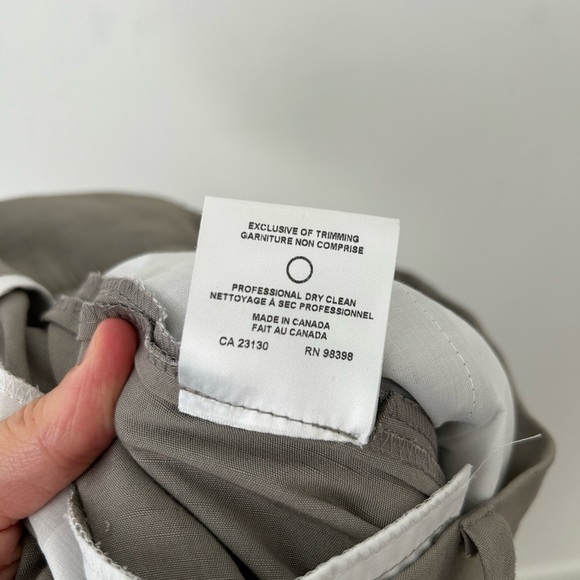 EXCLUSIVE OF TRIMMING
GARNITURE NON COMPRISE
PROFESSIONAL DRY CLEAN
NETTOYAGE À SEC PROFESSIONNEL
MADE IN CANADA
FAIT AU CANADA
CA 23130 RN 98398